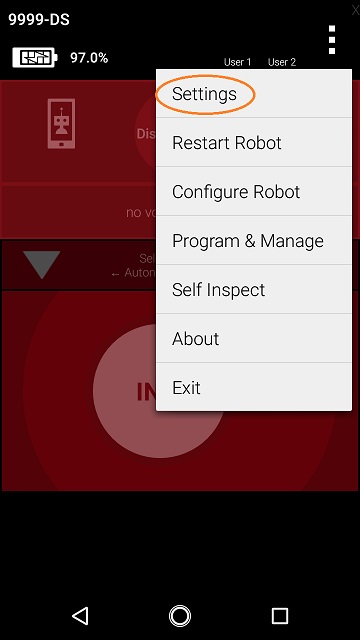 9999-DS
97.0%
User 1 User 2
Settings
Dis
Restart Robot
Configure Robot
no vo
Program & Manage
Sel
← Auton
Self Inspect
About
IN
Exit